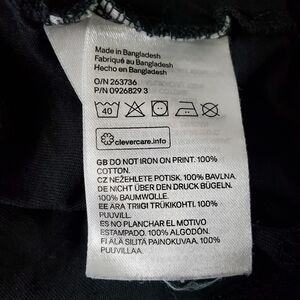 Made in Bangladesh
Fabriqué au Bangladesh
Hecho en Bangladesh
O/N 263736
P/N 0926829 3
40
clevercare.info
GB DO NOT IRON ON PRINT. 100%
COTTON.
CZ NEŽEHLETE POTISK. 100% BAVLNA.
DE NICHT ÜBER DEN DRUCK BÜGELN.
100% BAUMWOLLE.
EE ÄRA TRIIGI TRÜKIKOHTI. 100%
PUUVILL.
ES NO PLANCHAR EL MOTIVO
ESTAMPADO. 100% ALGODÓN.
FI ÄLÄ SILITÄ PAINOKUVAA. 100%
PUUVILLAA.